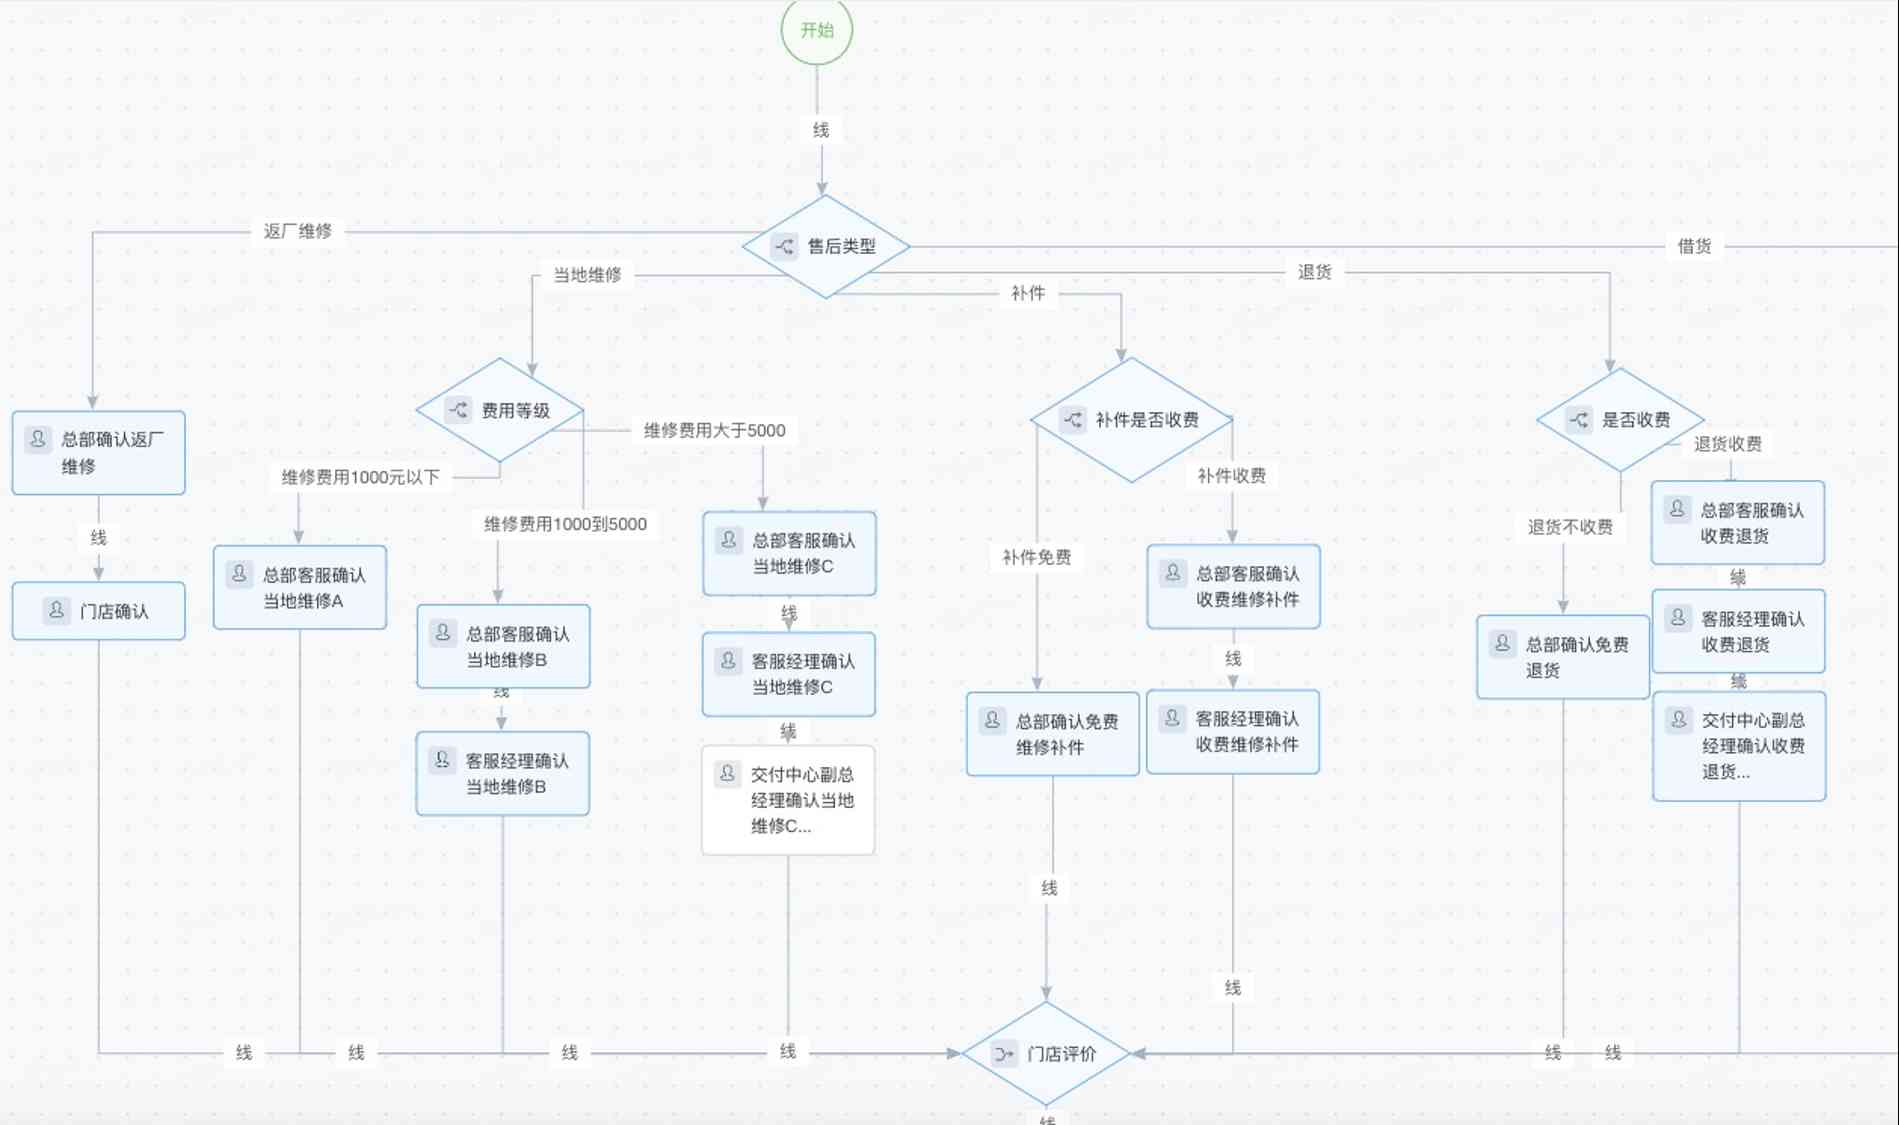 开始
线
售后类型
返厂维修
借货
当地维修
退货
补件
费用等级
补件是否收费
是否收费
维修费用大于5000
退货收费
总部确认返厂
维修
维修费用1000元以下
补件收费
维修费用1000到5000
退货不收费
总部客服确认
收费退货
总部客服确认
当地维修C
线
补件免费
总部客服确认
当地维修A
总部客服确认
收费维修补件
线
门店确认
线
客服经理确认
收费退货
总部客服确认
当地维修B
总部确认免费
退货
客服经理确认
当地维修C
线
线
线
总部确认免费
维修补件
客服经理确认
收费维修补件
交付中心副总
经理确认收费
退货...
线
客服经理确认
当地维修B
交付中心副总
经理确认当地
维修C...
线
线
线
线
线
线
门店评价
线
线
线